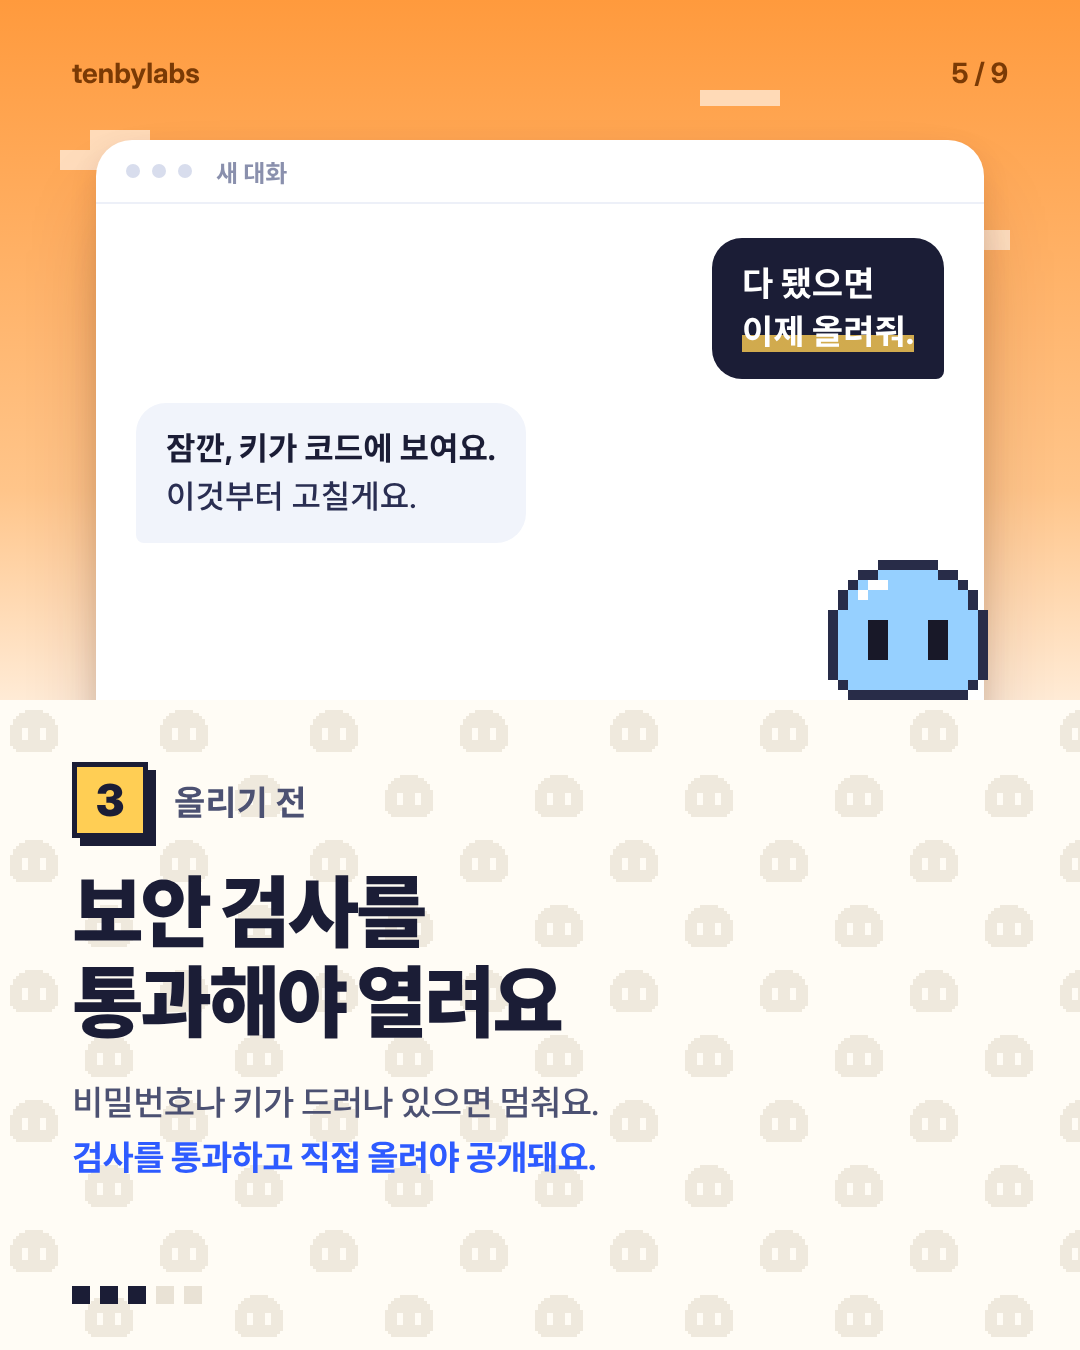 tenbylabs
5 / 9
새 대화
다 됐으면
이제 올려줘.
잠깐, 키가 코드에 보여요.
이것부터 고칠게요.
3
올리기 전
보안 검사를
통과해야 열려요
비밀번호나 키가 드러나 있으면 멈춰요.
검사를 통과하고 직접 올려야 공개돼요.